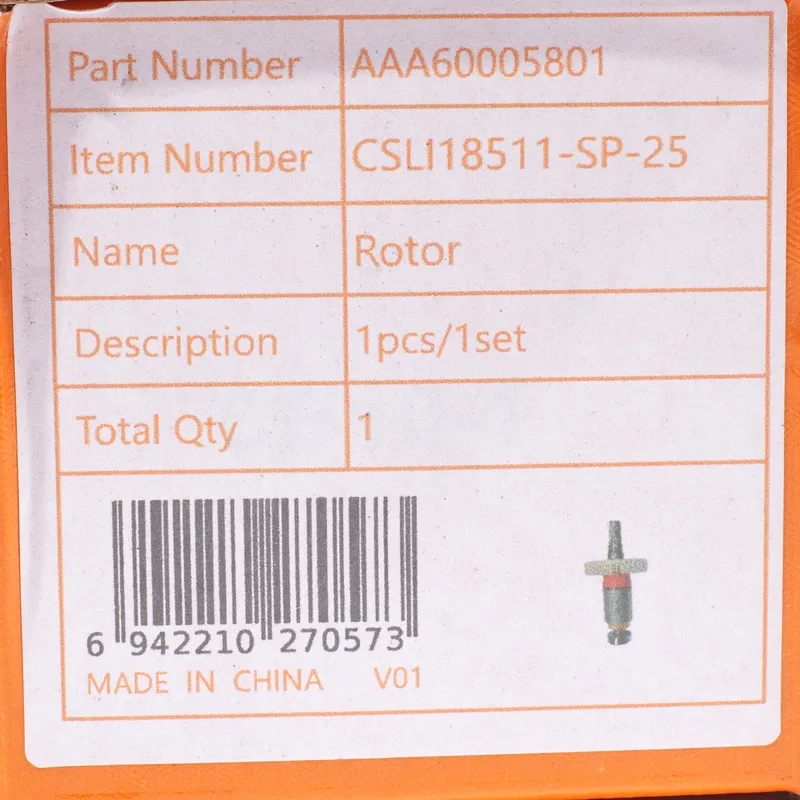 Part Number AAA60005801
Item Number CSLI18511-SP-25
Name Rotor
Description 1pcs/1set
Total Qty 1
6 942210 270573
MADE IN CHINA V01